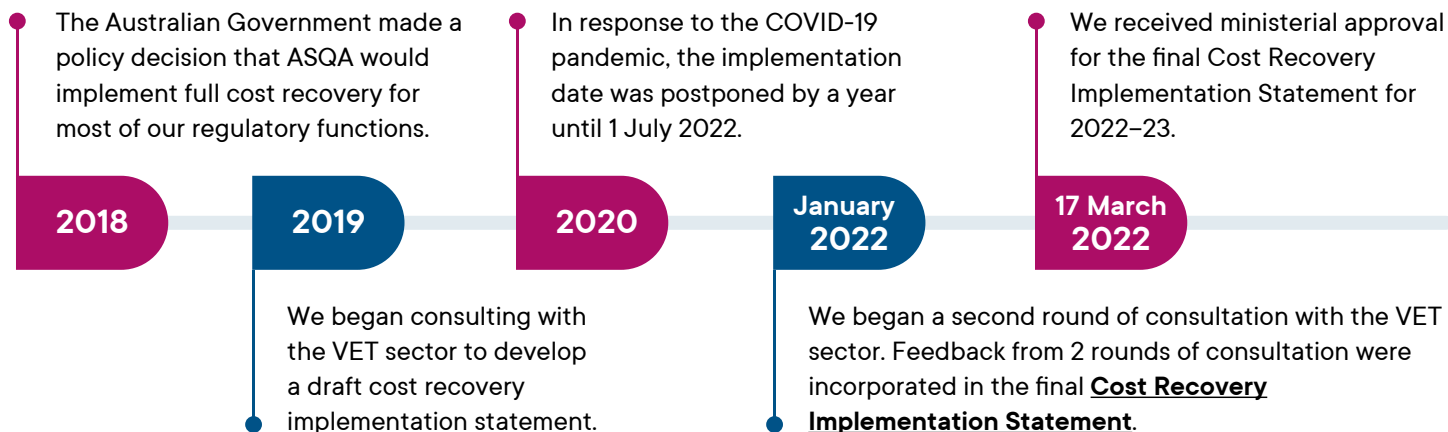 The Australian Government made a
policy decision that ASQA would
implement full cost recovery for
most of our regulatory functions.
In response to the COVID-19
pandemic, the implementation
date was postponed by a year
until 1 July 2022.
We received ministerial approval
for the final Cost Recovery
Implementation Statement for
2022–23.
2018
2019
2020
January
2022
17 March
2022
We began consulting with
the VET sector to develop
a draft cost recovery
implementation statement.
We began a second round of consultation with the VET
sector. Feedback from 2 rounds of consultation were
incorporated in the final Cost Recovery
Implementation Statement.